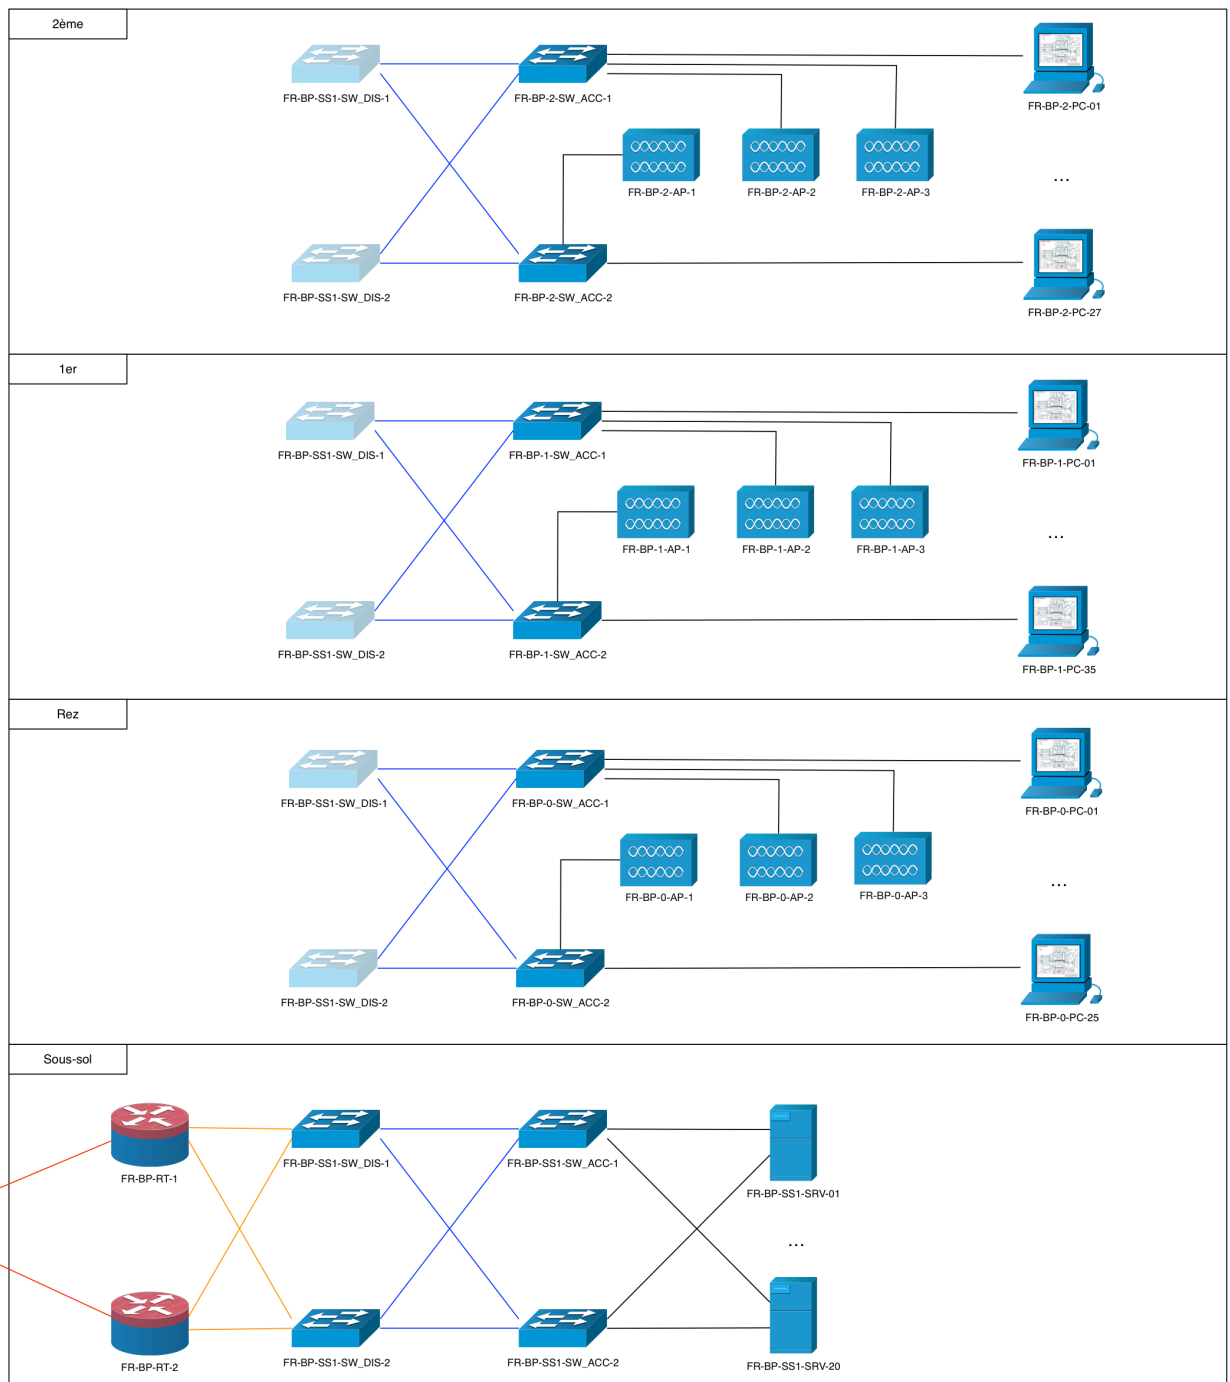 2ème
FR-BP-SS1-SW_DIS-1
FR-BP-2-SW_ACC-1
FR-BP-2-PC-01
FR-BP-2-AP-1
FR-BP-2-AP-2
FR-BP-2-AP-3
...
FR-BP-SS1-SW_DIS-2
FR-BP-2-SW_ACC-2
FR-BP-2-PC-27
1er
FR-BP-SS1-SW_DIS-1
FR-BP-1-SW_ACC-1
FR-BP-1-PC-01
FR-BP-1-AP-1
FR-BP-1-AP-2
FR-BP-1-AP-3
...
FR-BP-SS1-SW_DIS-2
FR-BP-1-SW_ACC-2
FR-BP-1-PC-35
Rez
FR-BP-SS1-SW_DIS-1
FR-BP-0-SW_ACC-1
FR-BP-0-PC-01
FR-BP-0-AP-1
FR-BP-0-AP-2
FR-BP-0-AP-3
...
FR-BP-SS1-SW_DIS-2
FR-BP-0-SW_ACC-2
FR-BP-0-PC-25
Sous-sol
FR-BP-RT-1
FR-BP-SS1-SW_DIS-1
FR-BP-SS1-SW_ACC-1
FR-BP-SS1-SRV-01
...
FR-BP-RT-2
FR-BP-SS1-SW_DIS-2
FR-BP-SS1-SW_ACC-2
FR-BP-SS1-SRV-20